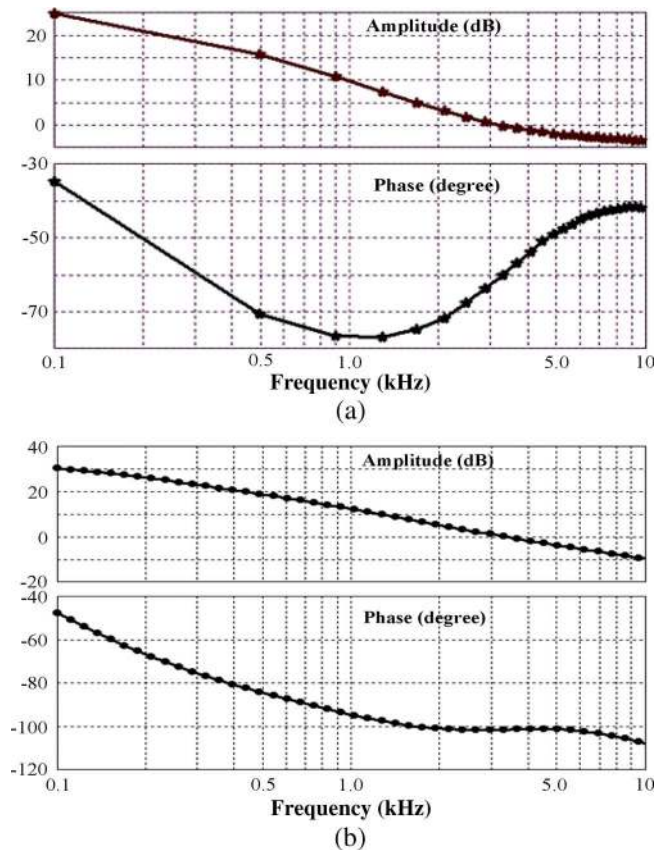 Amplitude (dB)
20
10
0
-30
Phase (degree)
-50
-70
0.1 0.5 1.0 5.0 10
Frequency (kHz)
(a)
40
Amplitude (dB)
20
0
-20
-40
Phase (degree)
-60
-80
-100
-120
0.1 0.5 1.0 5.0 10
Frequency (kHz)
(b)